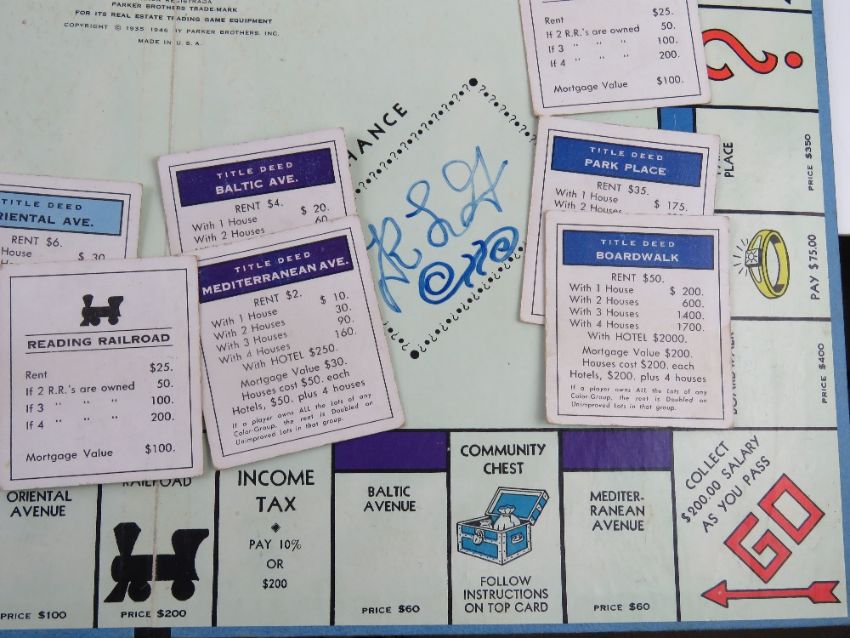 PARKER BROTHERS TRADE-MARK
FOR ITS REAL ESTATE TRADING GAME EQUIPMENT
COPYRIGHT © 1935 1946 BY PARKER BROTHERS, INC.
MADE IN U.S.A.
Rent $25.
If 2 R.R.'s are owned 50.
If 3 " " " 100.
If 4 " " " 200.
Mortgage Value $100.
?
PLACE
PRICE $350
CHANCE
TITLE DEED
BALTIC AVE.
RENT $4.
With 1 House $ 20.
With 2 Houses 60.
TITLE DEED
PARK PLACE
RENT $35.
With 1 House $ 175.
TITLE DEED
ORIENTAL AVE.
RENT $6.
House $ 30
READING RAILROAD
Rent $25.
If 2 R.R.'s are owned 50.
If 3 " " " 100.
If 4 " " " 200.
Mortgage Value $100.
TITLE DEED
MEDITERRANEAN AVE.
RENT $2.
With 1 House $ 10.
With 2 Houses 30.
With 3 Houses 90.
With 4 Houses 160.
With HOTEL $250.
Mortgage Value $30.
Houses cost $50. each
Hotels, $50. plus 4 houses
If a player owns ALL the Lots of any
Color-Group, the rent is Doubled on
Unimproved Lots in that group.
TITLE DEED
BOARDWALK
RENT $50.
With 1 House $ 200.
With 2 Houses 600.
With 3 Houses 1400.
With 4 Houses 1700.
With HOTEL $2000.
Mortgage Value $200.
Houses cost $200. each
Hotels, $200. plus 4 houses
If a player owns ALL the Lots of any
Color-Group, the rent is Doubled on
Unimproved Lots in that group.
PAY $75.00
PRICE $400
ORIENTAL
AVENUE
PRICE $100
RAILROAD
PRICE $200
INCOME
TAX
PAY 10%
OR
$200
BALTIC
AVENUE
PRICE $60
COMMUNITY
CHEST
FOLLOW
INSTRUCTIONS
ON TOP CARD
MEDITER-
RANEAN
AVENUE
PRICE $60
COLLECT
$200.00 SALARY
AS YOU PASS
GO